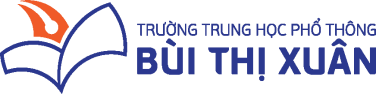 TRƯỜNG TRUNG HỌC PHỔ THÔNG
BÙI THỊ XUÂN